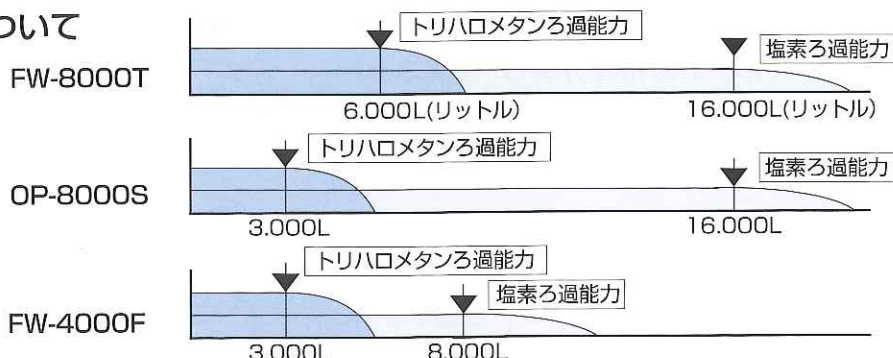 ついて
トリハロメタンろ過能力
塩素ろ過能力
FW-8000T
6.000L(リットル)
16.000L(リットル)
トリハロメタンろ過能力
塩素ろ過能力
OP-8000S
3.000L
16.000L
トリハロメタンろ過能力
塩素ろ過能力
FW-4000F
3.000L
8.000L